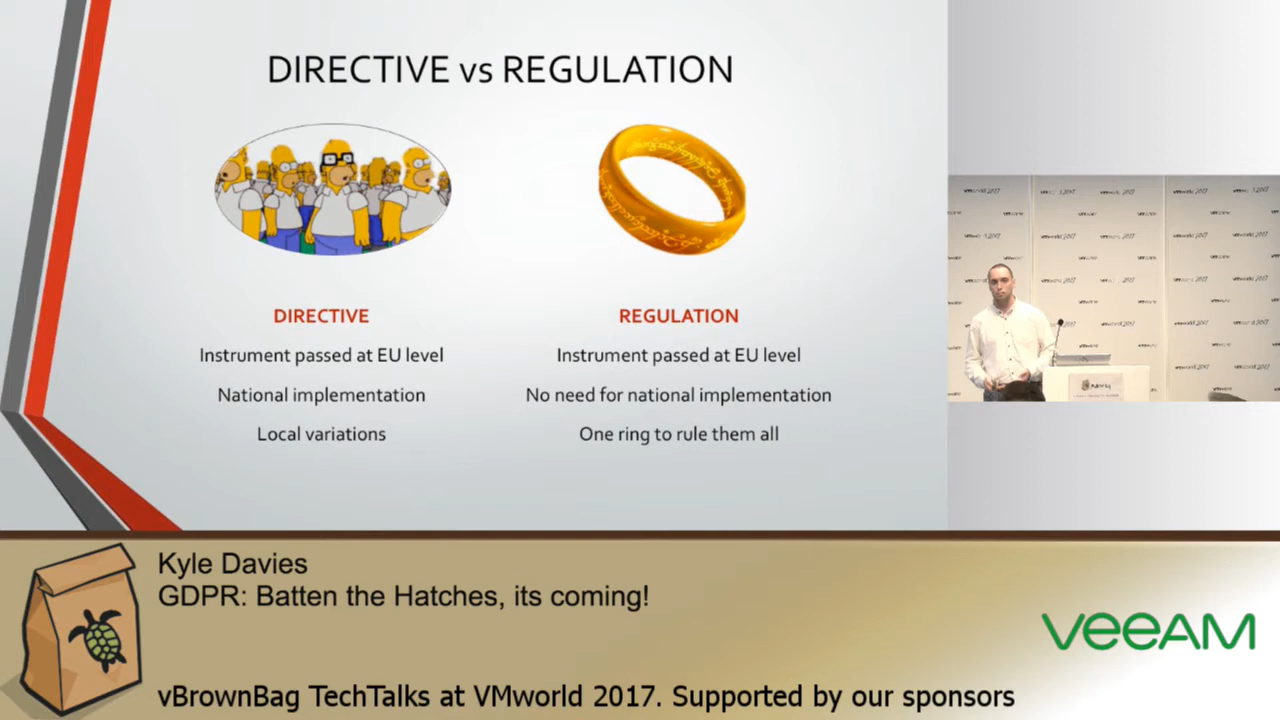 DIRECTIVE vs REGULATION
DIRECTIVE
Instrument passed at EU level
National implementation
Local variations
REGULATION
Instrument passed at EU level
No need for national implementation
One ring to rule them all
Kyle Davies
GDPR: Batten the Hatches, its coming!
veeAM
vBrownBag TechTalks at VMworld 2017. Supported by our sponsors